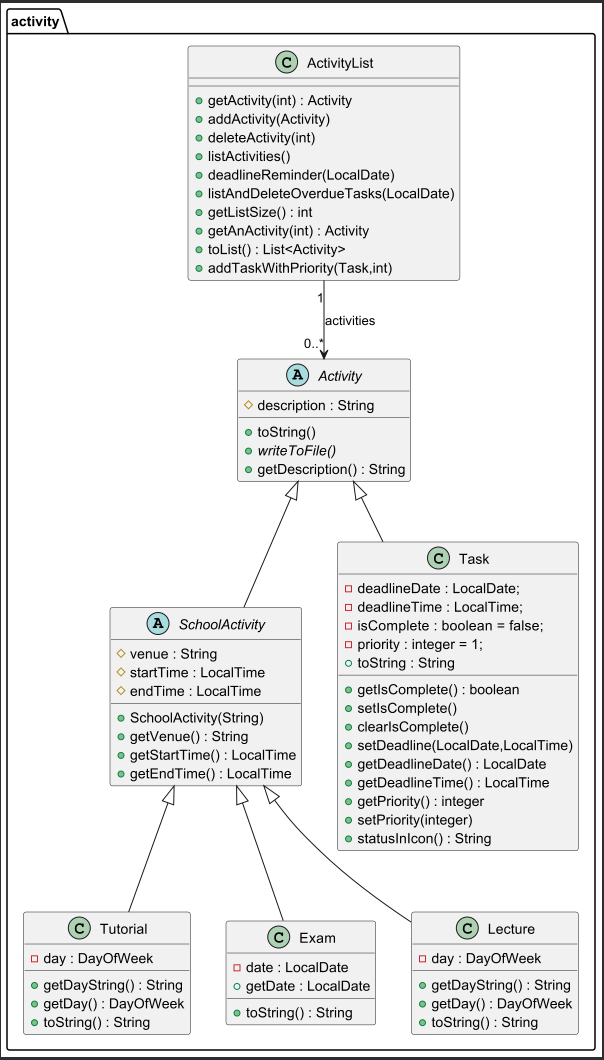 activity
C ActivityList
getActivity(int) : Activity
addActivity(Activity)
deleteActivity(int)
listActivities()
deadlineReminder(LocalDate)
listAndDeleteOverdueTasks(LocalDate)
getListSize() : int
getAnActivity(int) : Activity
toList() : List<Activity>
addTaskWithPriority(Task,int)
1
activities
0..*
A Activity
description : String
toString()
writeToFile()
getDescription() : String
C Task
deadlineDate : LocalDate;
deadlineTime : LocalTime;
isComplete : boolean = false;
priority : integer = 1;
toString : String
getIsComplete() : boolean
setIsComplete()
clearIsComplete()
setDeadline(LocalDate,LocalTime)
getDeadlineDate() : LocalDate
getDeadlineTime() : LocalTime
getPriority() : integer
setPriority(integer)
statusInIcon() : String
A SchoolActivity
venue : String
startTime : LocalTime
endTime : LocalTime
SchoolActivity(String)
getVenue() : String
getStartTime() : LocalTime
getEndTime() : LocalTime
C Tutorial
day : DayOfWeek
getDayString() : String
getDay() : DayOfWeek
toString() : String
C Exam
date : LocalDate
getDate : LocalDate
toString() : String
C Lecture
day : DayOfWeek
getDayString() : String
getDay() : DayOfWeek
toString() : String